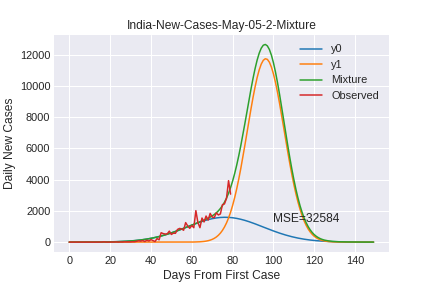 India-New-Cases-May-05-2-Mixture
12000
10000
8000
6000
4000
2000
0
Daily New Cases
y0
y1
Mixture
Observed
MSE=32584
0 20 40 60 80 100 120 140
Days From First Case